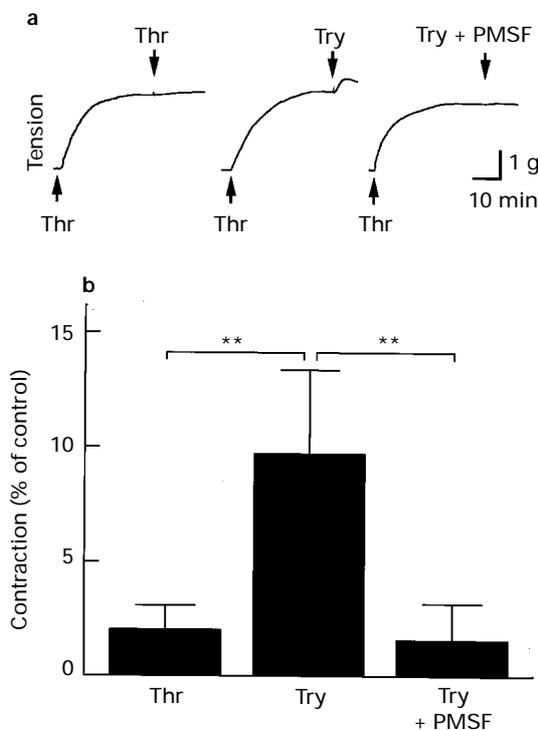 a
Thr Try Try + PMSF
Tension
1 g
10 min
Thr Thr Thr
b
Contraction (% of control)
15
10
5
0
** **
Thr Try Try
+ PMSF